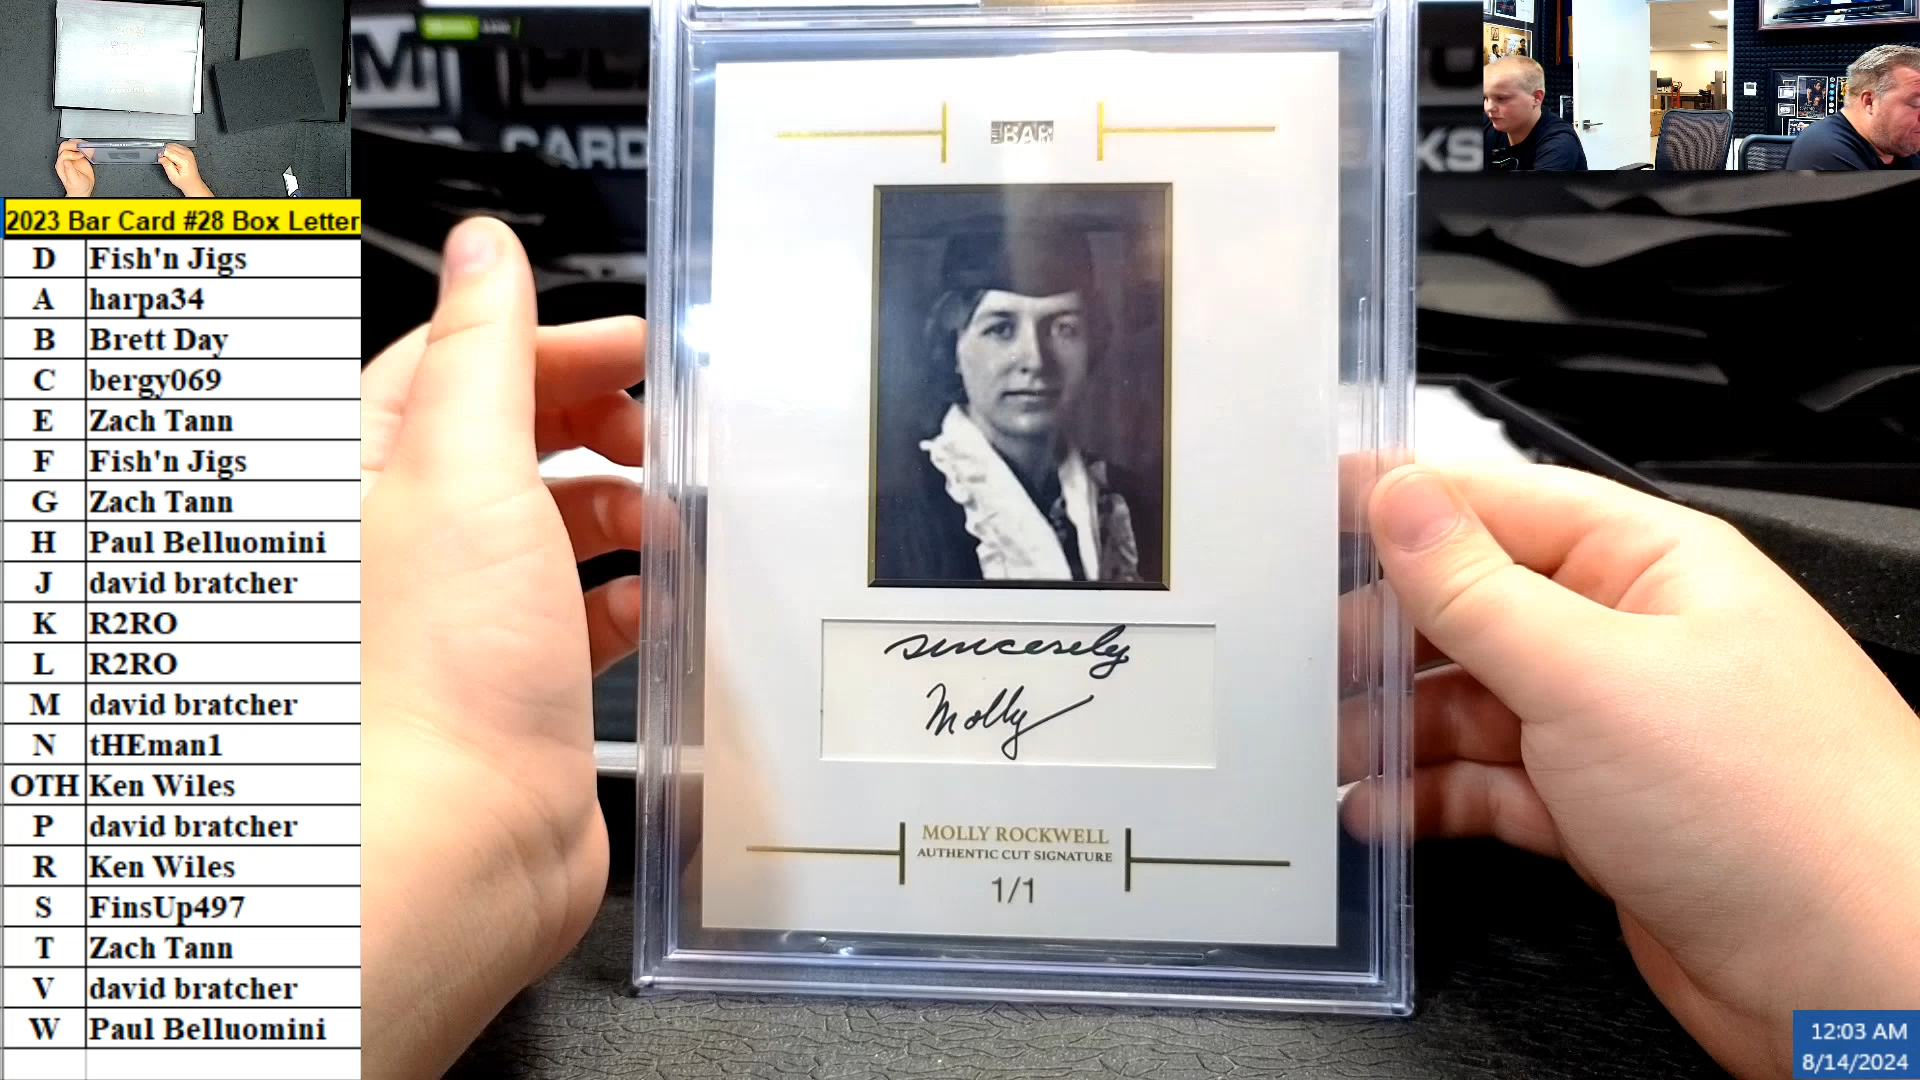 2023 Bar Card #28 Box Letter
D Fish'n Jigs
A harpa34
B Brett Day
C bergy069
E Zach Tann
F Fish'n Jigs
G Zach Tann
H Paul Belluomini
J david bratcher
K R2RO
L R2RO
M david bratcher
N tHEman1
OTH Ken Wiles
P david bratcher
R Ken Wiles
S FinsUp497
T Zach Tann
V david bratcher
W Paul Belluomini
CARD
KS
BAR
sincerely
Molly
MOLLY ROCKWELL
AUTHENTIC CUT SIGNATURE
1/1
12:03 AM
8/14/2024